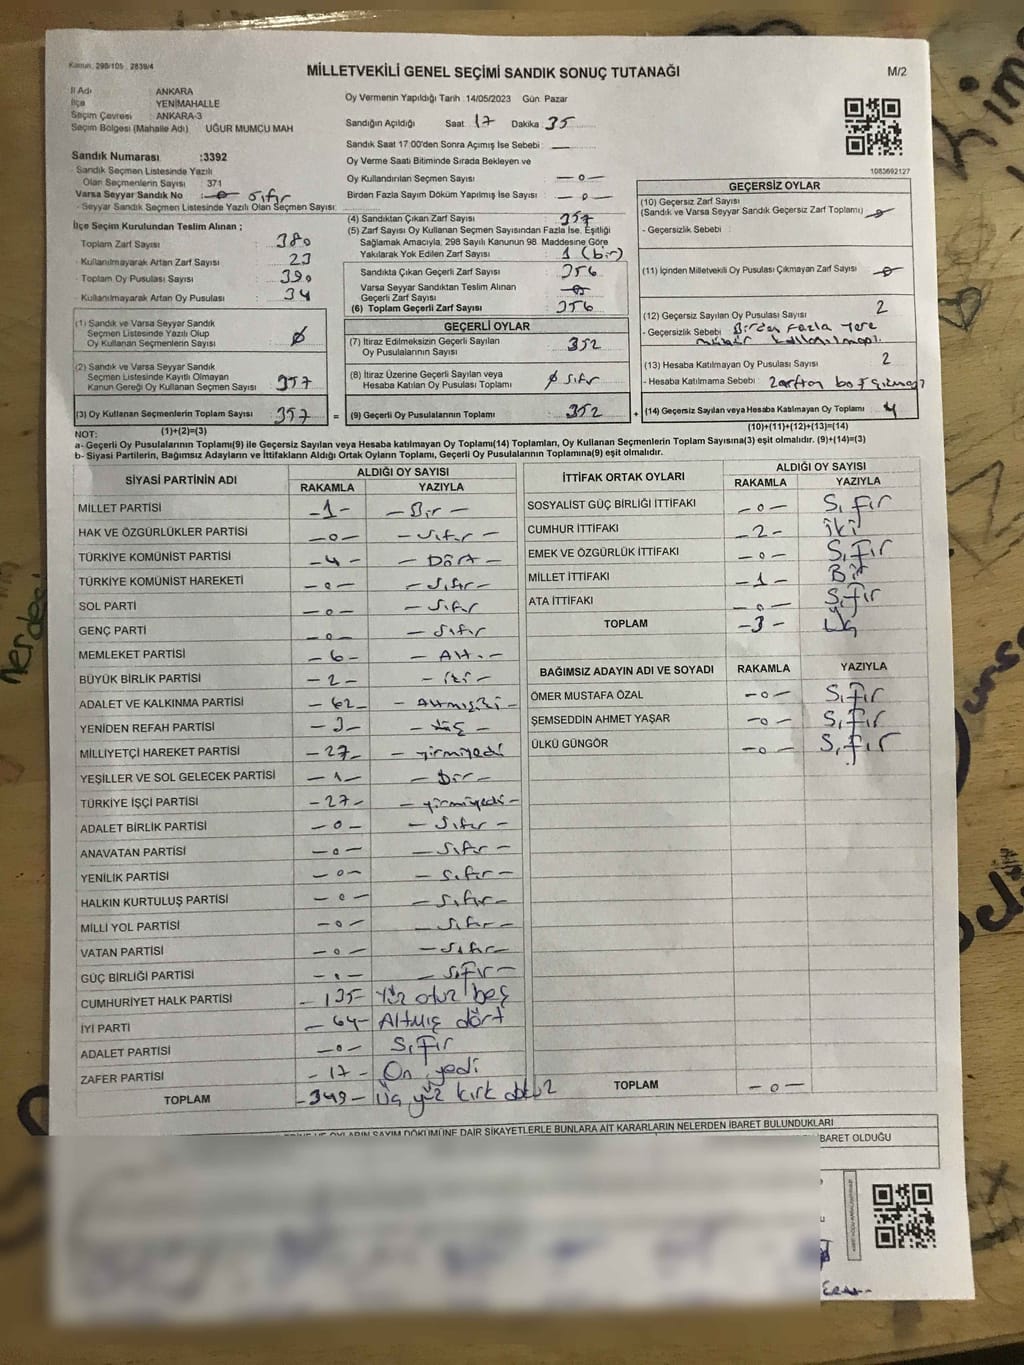 Kanun: 298/105 : 2839/4
MİLLETVEKİLİ GENEL SEÇİMİ SANDIK SONUÇ TUTANAĞI
M/2
İl Adı : ANKARA
İlçe : YENİMAHALLE
Seçim Çevresi : ANKARA-3
Seçim Bölgesi (Mahalle Adı) UĞUR MUMCU MAH
Sandık Numarası :3392
- Sandık Seçmen Listesinde Yazılı
Olan Seçmenlerin Sayısı : 371
Varsa Seyyar Sandık No : 0 sıfır
- Seyyar Sandık Seçmen Listesinde Yazılı Olan Seçmen Sayısı:
İlçe Seçim Kurulundan Teslim Alınan ;
- Toplam Zarf Sayısı : 380
- Kullanılmayarak Artan Zarf Sayısı : 23
- Toplam Oy Pusulası Sayısı : 390
- Kullanılmayarak Artan Oy Pusulası : 34
(1) Sandık ve Varsa Seyyar Sandık
Seçmen Listesinde Yazılı Olup
Oy Kullanan Seçmenlerin Sayısı : 0
(2) Sandık ve Varsa Seyyar Sandık
Seçmen Listesinde Kayıtlı Olmayan
Kanun Gereği Oy Kullanan Seçmen Sayısı : 357
(3) Oy Kullanan Seçmenlerin Toplam Sayısı 357 =
(1)+(2)=(3)
Oy Vermenin Yapıldığı Tarih :14/05/2023 Gün: Pazar
Sandığın Açıldığı Saat 17 Dakika 35
Sandık Saat 17:00'den Sonra Açımış İse Sebebi : —
Oy Verme Saati Bitiminde Sırada Bekleyen ve
Oy Kullandırılan Seçmen Sayısı : - 0 -
Birden Fazla Sayım Döküm Yapılmış İse Sayısı : - 0 -
(4) Sandıktan Çıkan Zarf Sayısı : 357
(5) Zarf Sayısı Oy Kullanan Seçmen Sayısından Fazla İse, Eşitliği
Sağlamak Amacıyla, 298 Sayılı Kanunun 98. Maddesine Göre
Yakılarak Yok Edilen Zarf Sayısı : 1 (bir)
Sandıkta Çıkan Geçerli Zarf Sayısı : 356
Varsa Seyyar Sandıktan Teslim Alınan
Geçerli Zarf Sayısı : 0
(6) Toplam Geçerli Zarf Sayısı : 356
GEÇERLİ OYLAR
(7) İtiraz Edilmeksizin Geçerli Sayılan
Oy Pusulalarının Sayısı : 352
(8) İtiraz Üzerine Geçerli Sayılan veya
Hesaba Katılan Oy Pusulası Toplamı : 0 sıfır
(9) Geçerli Oy Pusulalarının Toplamı : 352 +
1083692127
GEÇERSİZ OYLAR
(10) Geçersiz Zarf Sayısı
(Sandık ve Varsa Seyyar Sandık Geçersiz Zarf Toplamı) : 0
- Geçersizlik Sebebi :
(11) İçinden Milletvekili Oy Pusulası Çıkmayan Zarf Sayısı : 0
(12) Geçersiz Sayılan Oy Pusulası Sayısı : 2
- Geçersizlik Sebebi : Birden Fazla Yere
mühür
(13) Hesaba Katılmayan Oy Pusulası Sayısı : 2
- Hesaba Katılmama Sebebi : zarftan boş çıkması
(14) Geçersiz Sayılan veya Hesaba Katılmayan Oy Toplamı : 4
(10)+(11)+(12)+(13)=(14)
NOT:
a- Geçerli Oy Pusulalarının Toplamı(9) ile Geçersiz Sayılan veya Hesaba katılmayan Oy Toplamı(14) Toplamları, Oy Kullanan Seçmenlerin Toplam Sayısına(3) eşit olmalıdır. (9)+(14)=(3)
b- Siyasi Partilerin, Bağımsız Adayların ve İttifakların Aldığı Ortak Oyların Toplamı, Geçerli Oy Pusulalarının Toplamına(9) eşit olmalıdır.
SİYASİ PARTİNİN ADI ALDIĞI OY SAYISI
RAKAMLA YAZIYLA
MİLLET PARTİSİ -1- - Bir -
HAK VE ÖZGÜRLÜKLER PARTİSİ -0- - sıfır -
TÜRKİYE KOMÜNİST PARTİSİ -4- - Dört -
TÜRKİYE KOMÜNİST HAREKETİ -0- - sıfır -
SOL PARTİ -0- - sıfır
GENÇ PARTİ -0- - sıfır
MEMLEKET PARTİSİ -6- - Altı -
BÜYÜK BİRLİK PARTİSİ -2- - iki -
ADALET VE KALKINMA PARTİSİ -62- - Altmışiki -
YENİDEN REFAH PARTİSİ -3- - üç -
MİLLİYETÇİ HAREKET PARTİSİ -27- - yirmiyedi
YEŞİLLER VE SOL GELECEK PARTİSİ -1- - Bir -
TÜRKİYE İŞÇİ PARTİSİ -27- - yirmiyedi -
ADALET BİRLİK PARTİSİ -0- - sıfır -
ANAVATAN PARTİSİ -0- - sıfır -
YENİLİK PARTİSİ -0- - sıfır -
HALKIN KURTULUŞ PARTİSİ -0- - sıfır -
MİLLİ YOL PARTİSİ -0- - sıfır -
VATAN PARTİSİ -0- - sıfır -
GÜÇ BİRLİĞİ PARTİSİ -0- - sıfır -
CUMHURİYET HALK PARTİSİ -135- Yüz otuz beş
İYİ PARTİ -64- Altmış dört
ADALET PARTİSİ -0- Sıfır
ZAFER PARTİSİ -17- On yedi
TOPLAM -349- Üç yüz kırk dokuz
İTTİFAK ORTAK OYLARI ALDIĞI OY SAYISI
RAKAMLA YAZIYLA
SOSYALİST GÜÇ BİRLİĞİ İTTİFAKI -0- Sıfır
CUMHUR İTTİFAKI -2- iki
EMEK VE ÖZGÜRLÜK İTTİFAKI -0- Sıfır
MİLLET İTTİFAKI -1- Bir
ATA İTTİFAKI -0- Sıfır
TOPLAM -3- Üç
BAĞIMSIZ ADAYIN ADI VE SOYADI RAKAMLA YAZIYLA
ÖMER MUSTAFA ÖZAL -0- Sıfır
ŞEMSEDDİN AHMET YAŞAR -0- Sıfır
ÜLKÜ GÜNGÖR -0- Sıfır
TOPLAM -0-
OYLARIN SAYIM DÖKÜMÜNE DAİR ŞİKAYETLERLE BUNLARA AİT KARARLARIN NELERDEN İBARET BULUNDUKLARI
BARET OLDUĞU